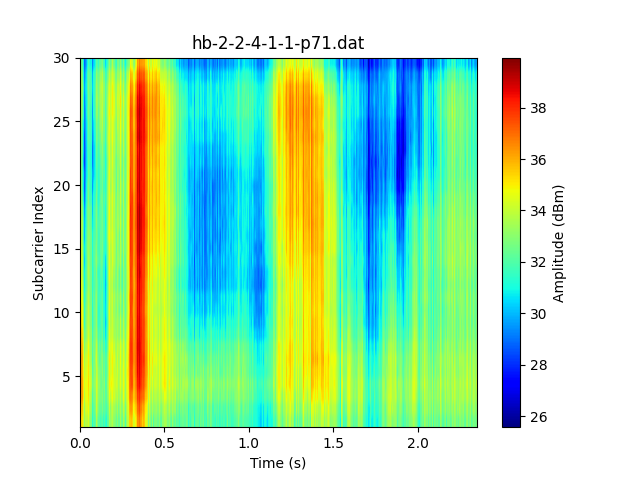 hb-2-2-4-1-1-p71.dat
30
25
20
15
10
5
Subcarrier Index
0.0 0.5 1.0 1.5 2.0
Time (s)
38
36
34
32
30
28
26
Amplitude (dBm)